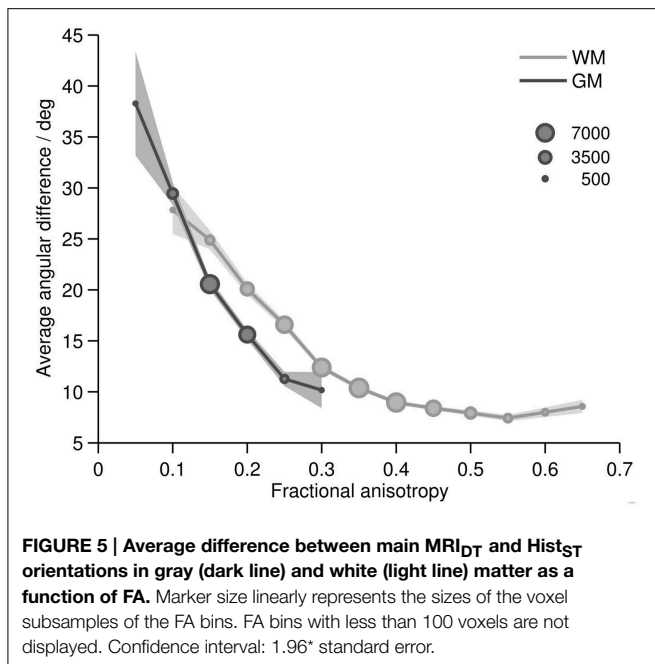 45
40
35
30
25
20
15
10
5
Average angular difference / deg
0 0.1 0.2 0.3 0.4 0.5 0.6 0.7
Fractional anisotropy
WM
GM
7000
3500
500
FIGURE 5 | Average difference between main MRI_DT and Hist_ST
orientations in gray (dark line) and white (light line) matter as a
function of FA. Marker size linearly represents the sizes of the voxel
subsamples of the FA bins. FA bins with less than 100 voxels are not
displayed. Confidence interval: 1.96* standard error.